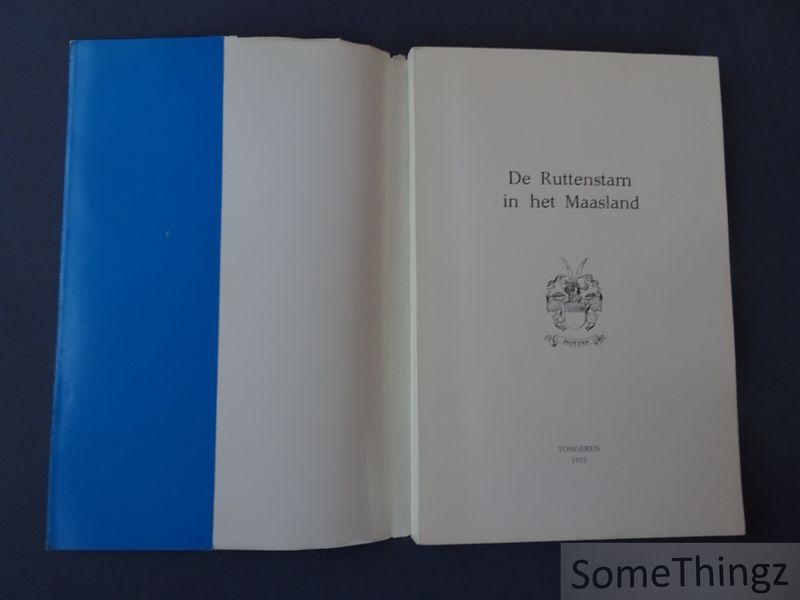 De Ruttenstam
in het Maasland
RUTTEN
TONGEREN
1973
SomeThingz